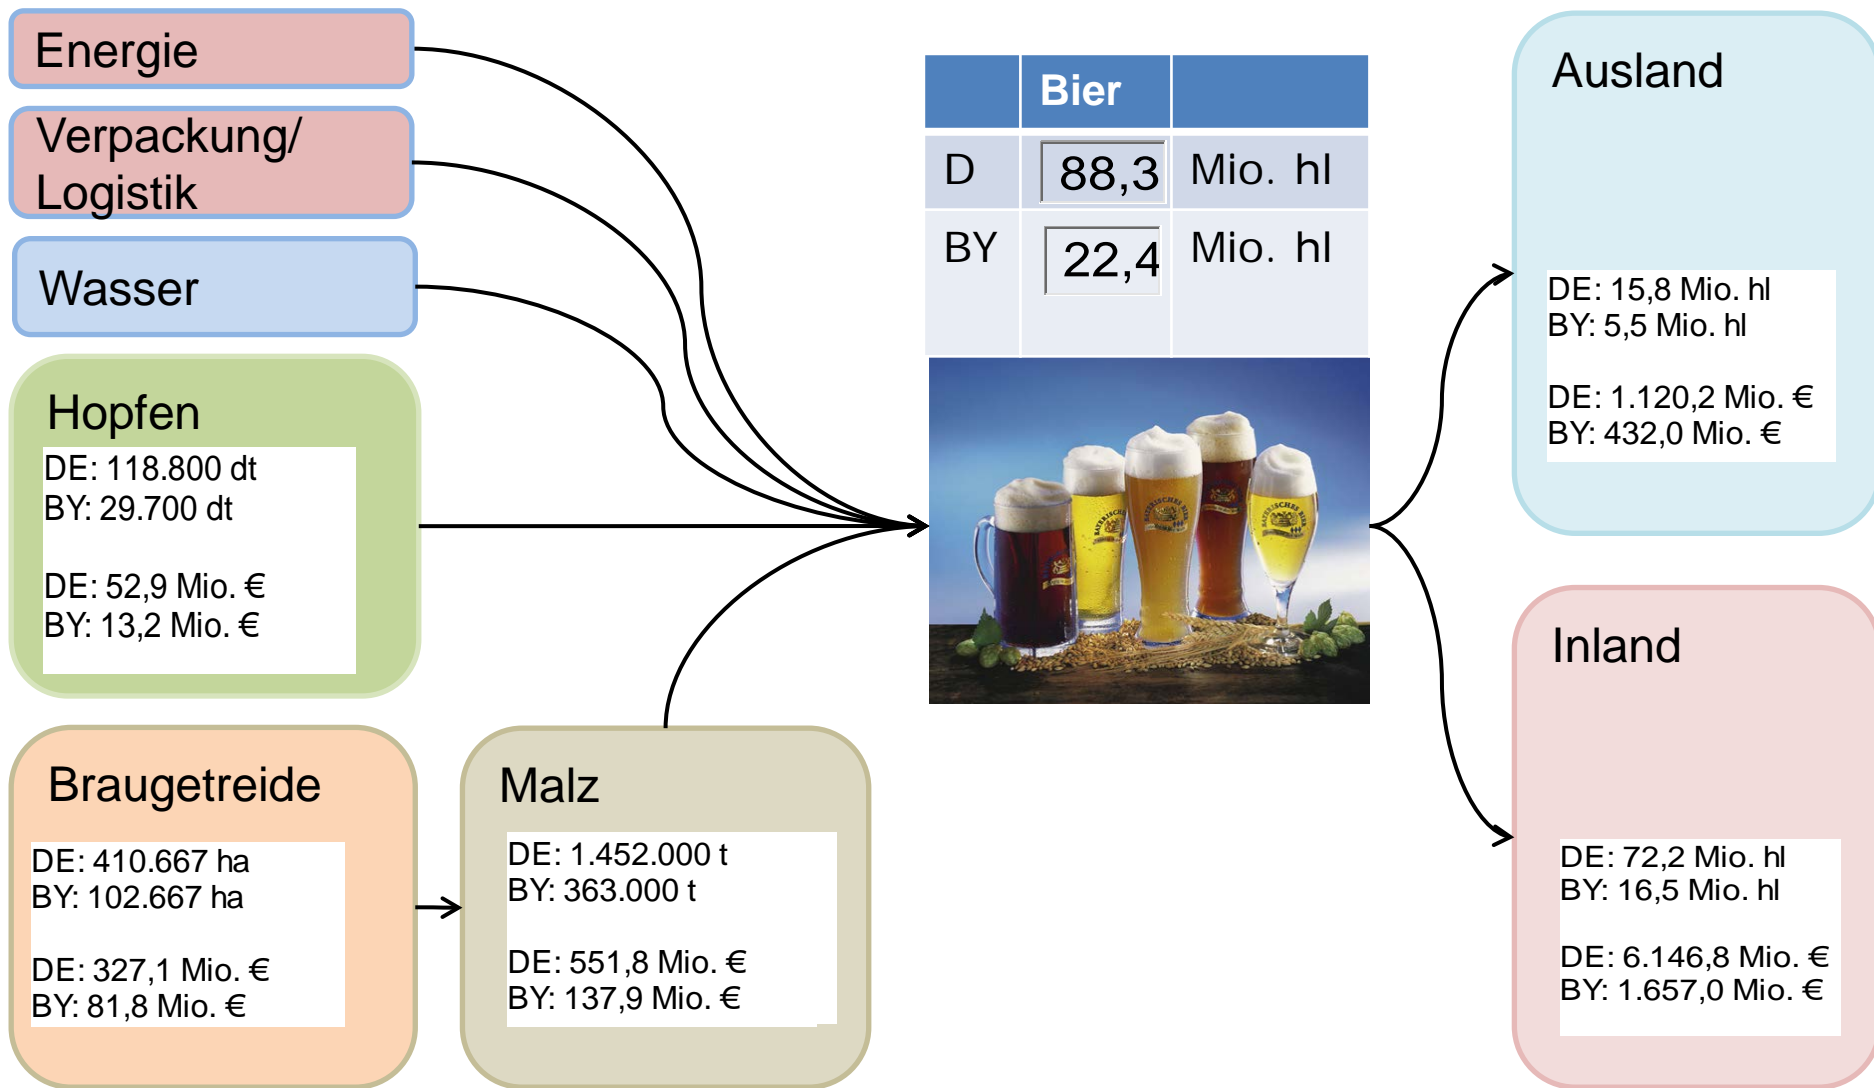 Energie
Verpackung/
Logistik
Wasser
Hopfen
DE: 118.800 dt
BY: 29.700 dt
DE: 52,9 Mio. €
BY: 13,2 Mio. €
Braugetreide
DE: 410.667 ha
BY: 102.667 ha
DE: 327,1 Mio. €
BY: 81,8 Mio. €
Malz
DE: 1.452.000 t
BY: 363.000 t
DE: 551,8 Mio. €
BY: 137,9 Mio. €
Bier
D 88,3 Mio. hl
BY 22,4 Mio. hl
BAYERISCHES BIER
BAYERISCHES BIER
Ausland
DE: 15,8 Mio. hl
BY: 5,5 Mio. hl
DE: 1.120,2 Mio. €
BY: 432,0 Mio. €
Inland
DE: 72,2 Mio. hl
BY: 16,5 Mio. hl
DE: 6.146,8 Mio. €
BY: 1.657,0 Mio. €